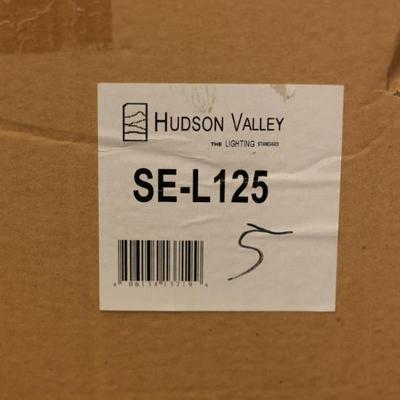 HUDSON VALLEY
THE LIGHTING STANDARD
SE-L125
5